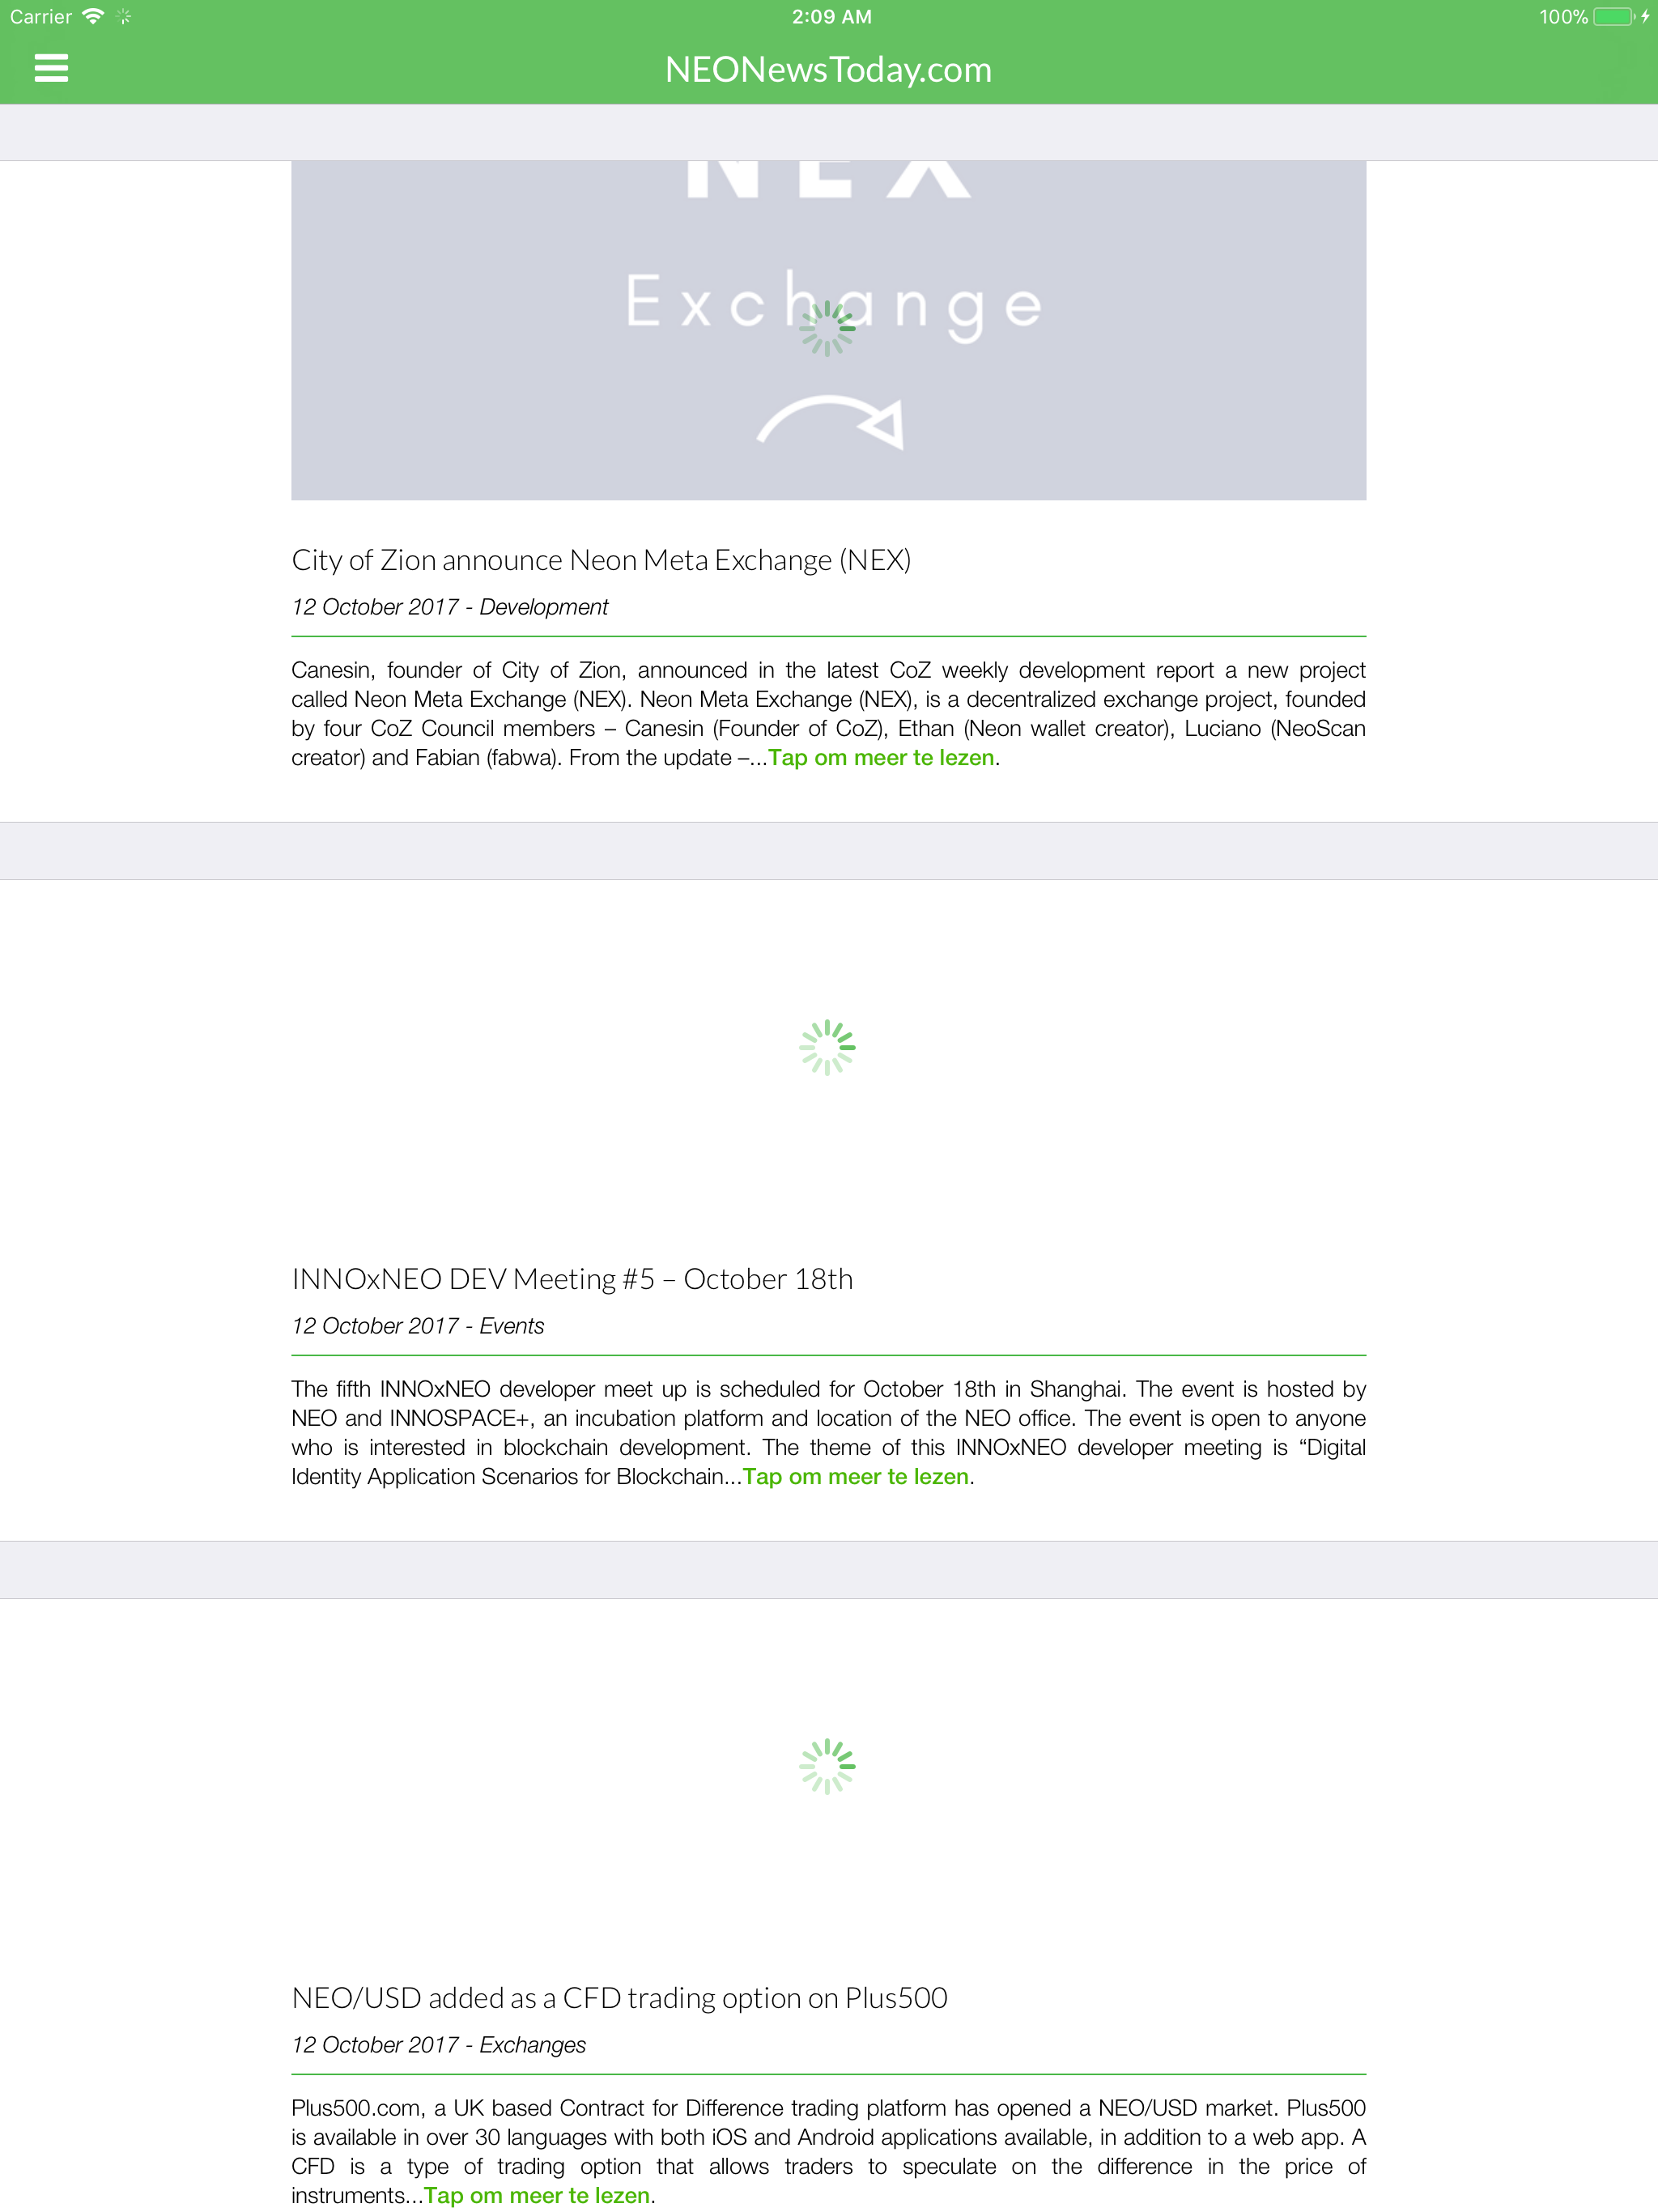 Carrier 2:09 AM 100%
NEONewsToday.com
NEX
Exchange
City of Zion announce Neon Meta Exchange (NEX)
12 October 2017 - Development
Canesin, founder of City of Zion, announced in the latest CoZ weekly development report a new project
called Neon Meta Exchange (NEX). Neon Meta Exchange (NEX), is a decentralized exchange project, founded
by four CoZ Council members – Canesin (Founder of CoZ), Ethan (Neon wallet creator), Luciano (NeoScan
creator) and Fabian (fabwa). From the update –...Tap om meer te lezen.
INNOxNEO DEV Meeting #5 – October 18th
12 October 2017 - Events
The fifth INNOxNEO developer meet up is scheduled for October 18th in Shanghai. The event is hosted by
NEO and INNOSPACE+, an incubation platform and location of the NEO office. The event is open to anyone
who is interested in blockchain development. The theme of this INNOxNEO developer meeting is “Digital
Identity Application Scenarios for Blockchain...Tap om meer te lezen.
NEO/USD added as a CFD trading option on Plus500
12 October 2017 - Exchanges
Plus500.com, a UK based Contract for Difference trading platform has opened a NEO/USD market. Plus500
is available in over 30 languages with both iOS and Android applications available, in addition to a web app. A
CFD is a type of trading option that allows traders to speculate on the difference in the price of
instruments...Tap om meer te lezen.